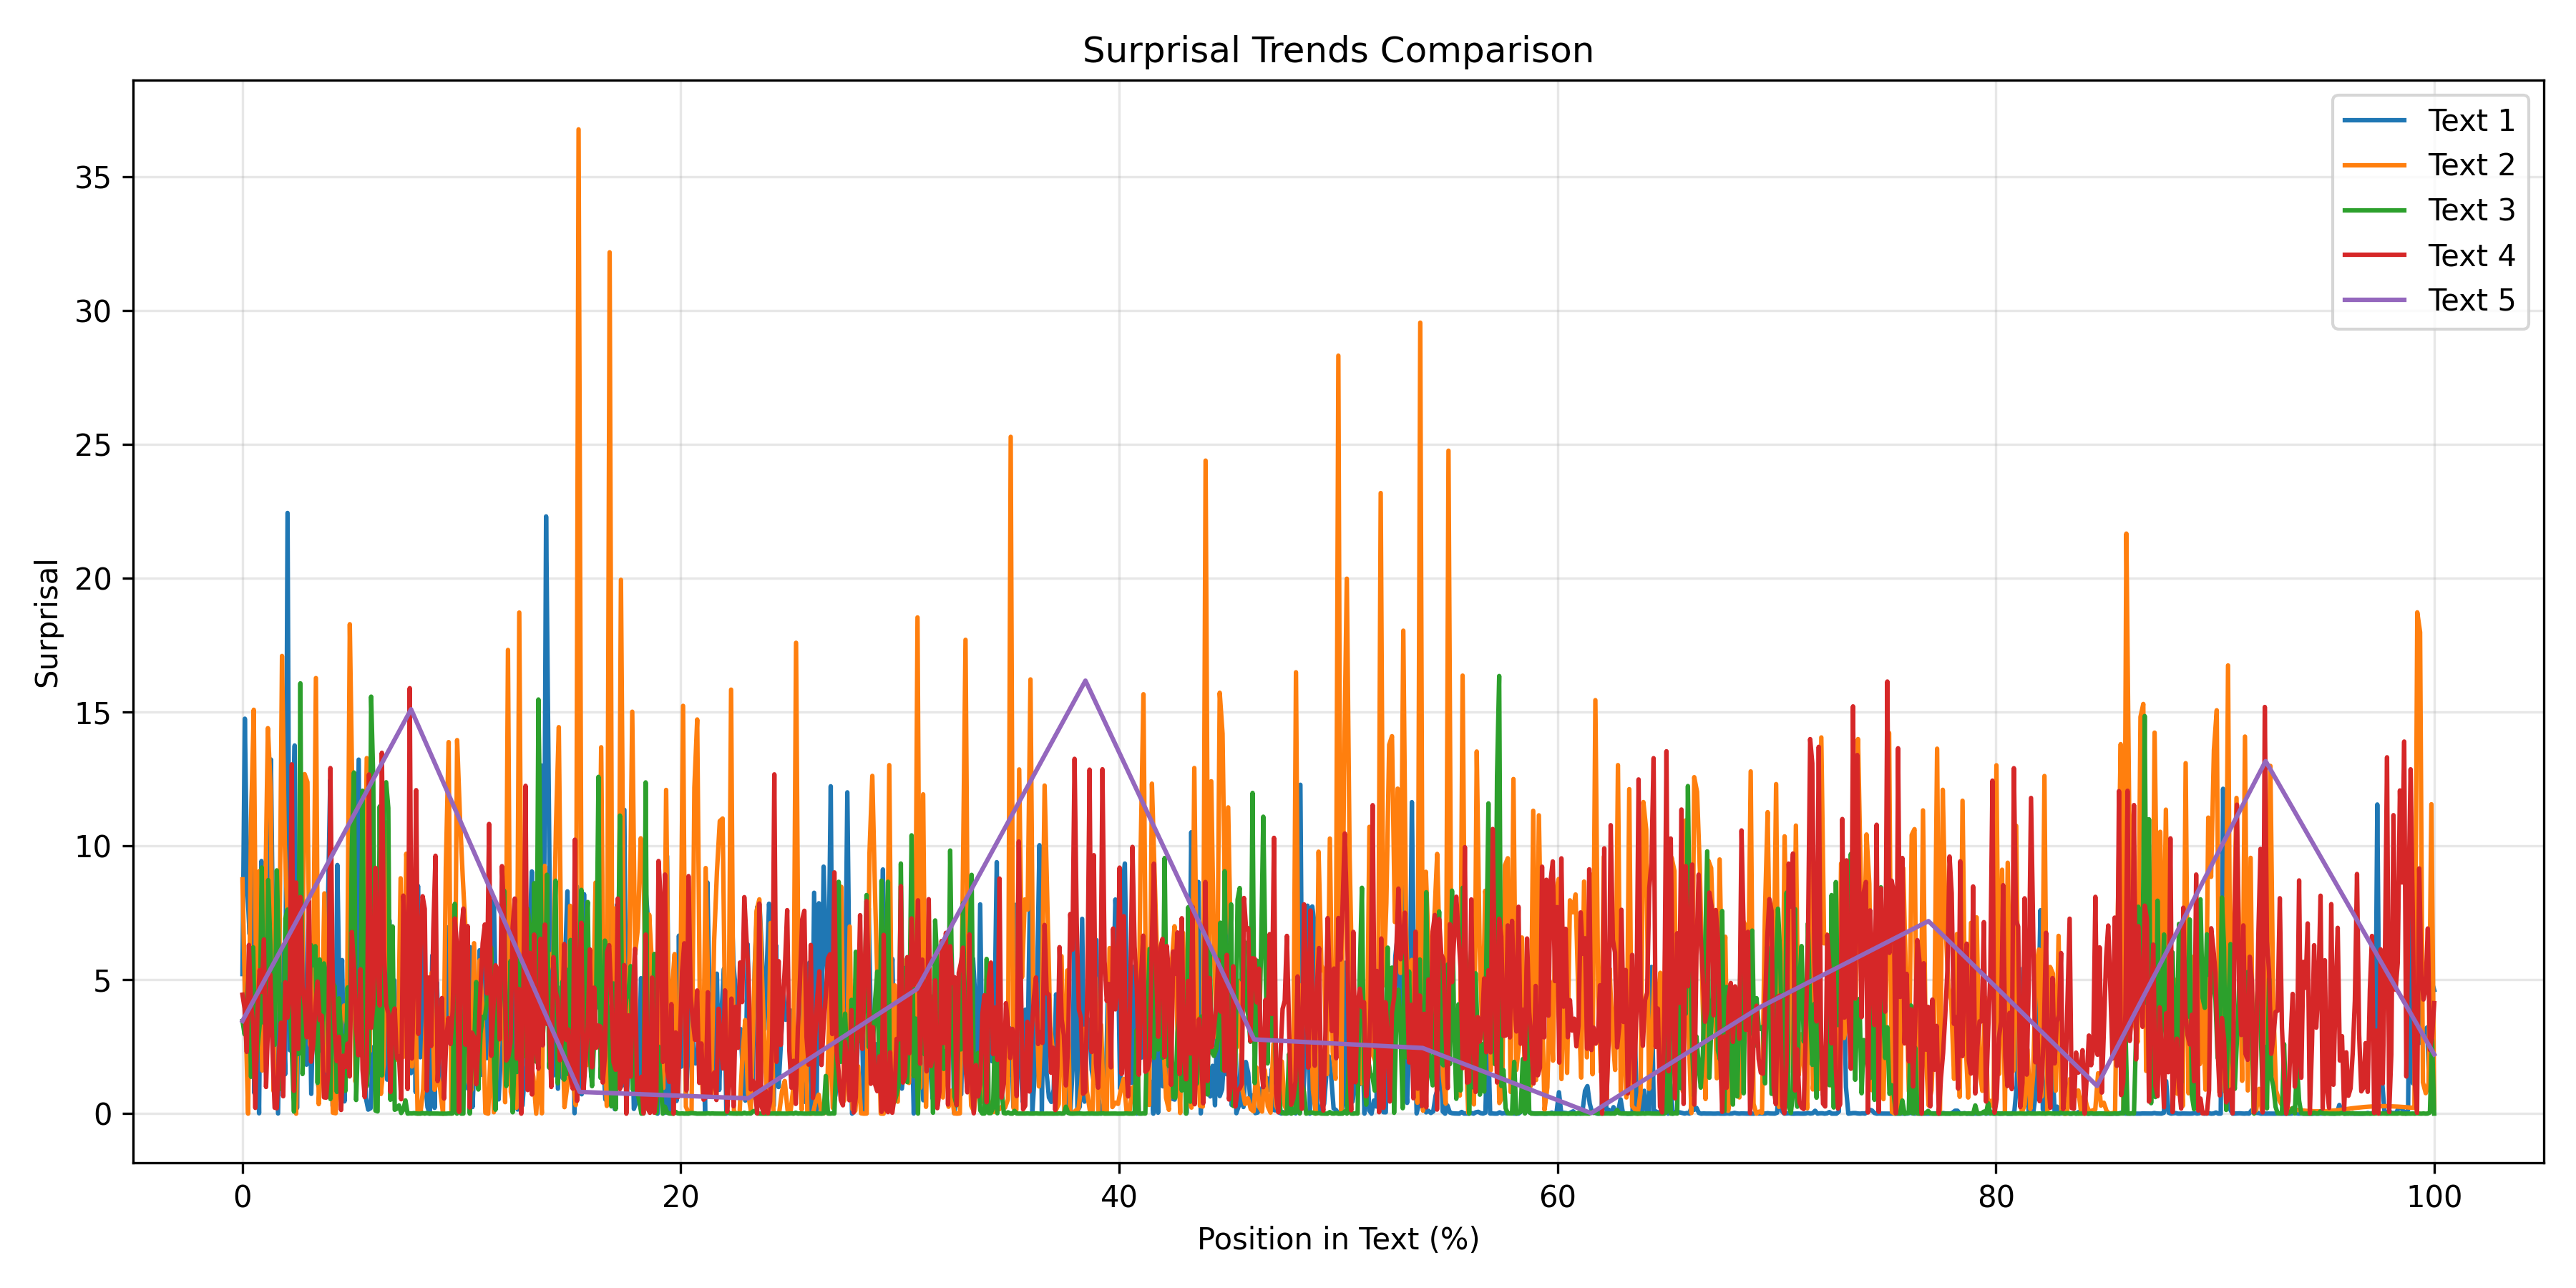 Surprisal Trends Comparison
Text 1
Text 2
Text 3
Text 4
Text 5
Surprisal
35
30
25
20
15
10
5
0
0 20 40 60 80 100
Position in Text (%)